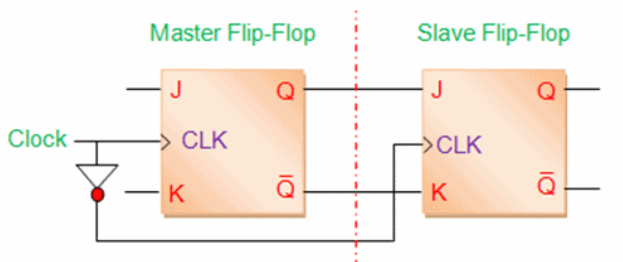 Master Flip-Flop Slave Flip-Flop
J Q J Q
Clock CLK CLK
K Q̅ K Q̅